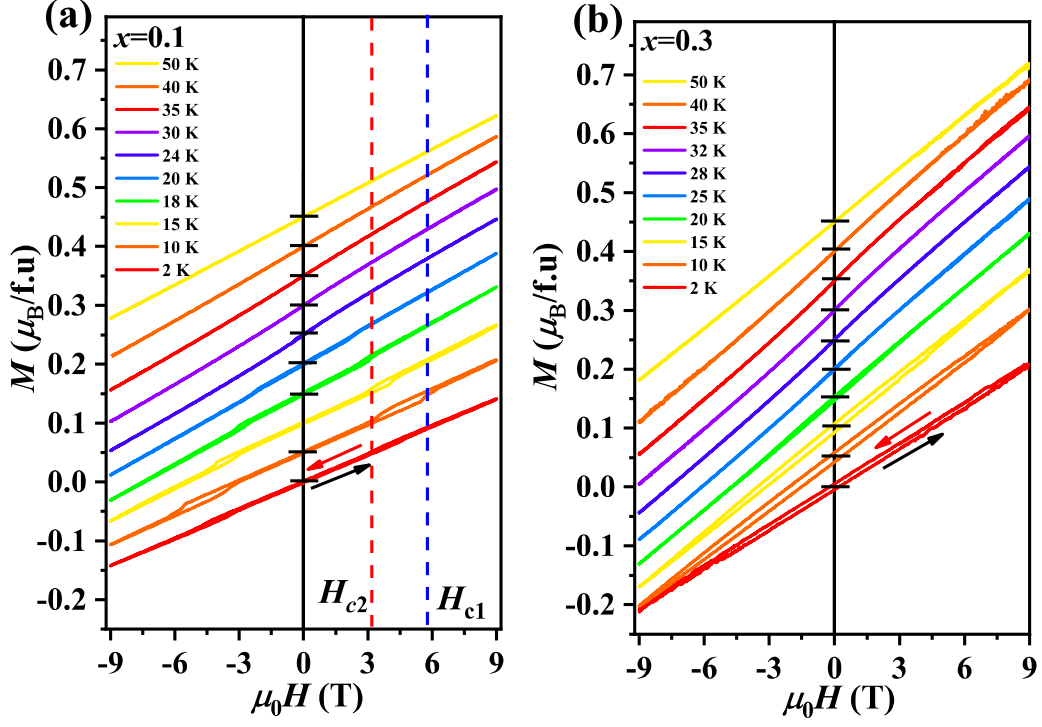 (a)
x=0.1
50 K
40 K
35 K
30 K
24 K
20 K
18 K
15 K
10 K
2 K
0.7
0.6
0.5
0.4
0.3
0.2
0.1
0.0
-0.1
-0.2
M (μB/f.u)
Hc2
Hc1
-9 -6 -3 0 3 6 9
μ0H (T)
(b)
x=0.3
50 K
40 K
35 K
32 K
28 K
25 K
20 K
15 K
10 K
2 K
0.7
0.6
0.5
0.4
0.3
0.2
0.1
0.0
-0.1
-0.2
M (μB/f.u)
-9 -6 -3 0 3 6 9
μ0H (T)